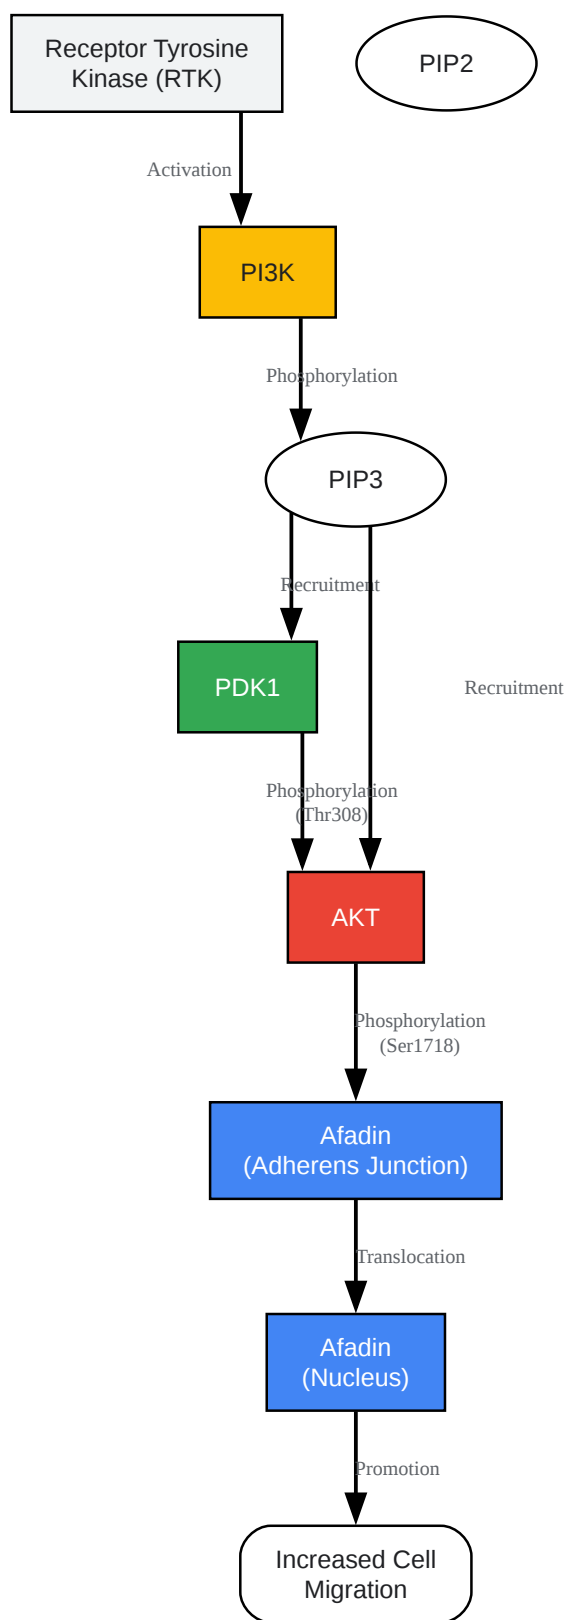 Receptor Tyrosine
Kinase (RTK)
PIP2
Activation
PI3K
Phosphorylation
PIP3
Recruitment
PDK1
Recruitment
Phosphorylation
(Thr308)
AKT
Phosphorylation
(Ser1718)
Afadin
(Adherens Junction)
Translocation
Afadin
(Nucleus)
Promotion
Increased Cell
Migration